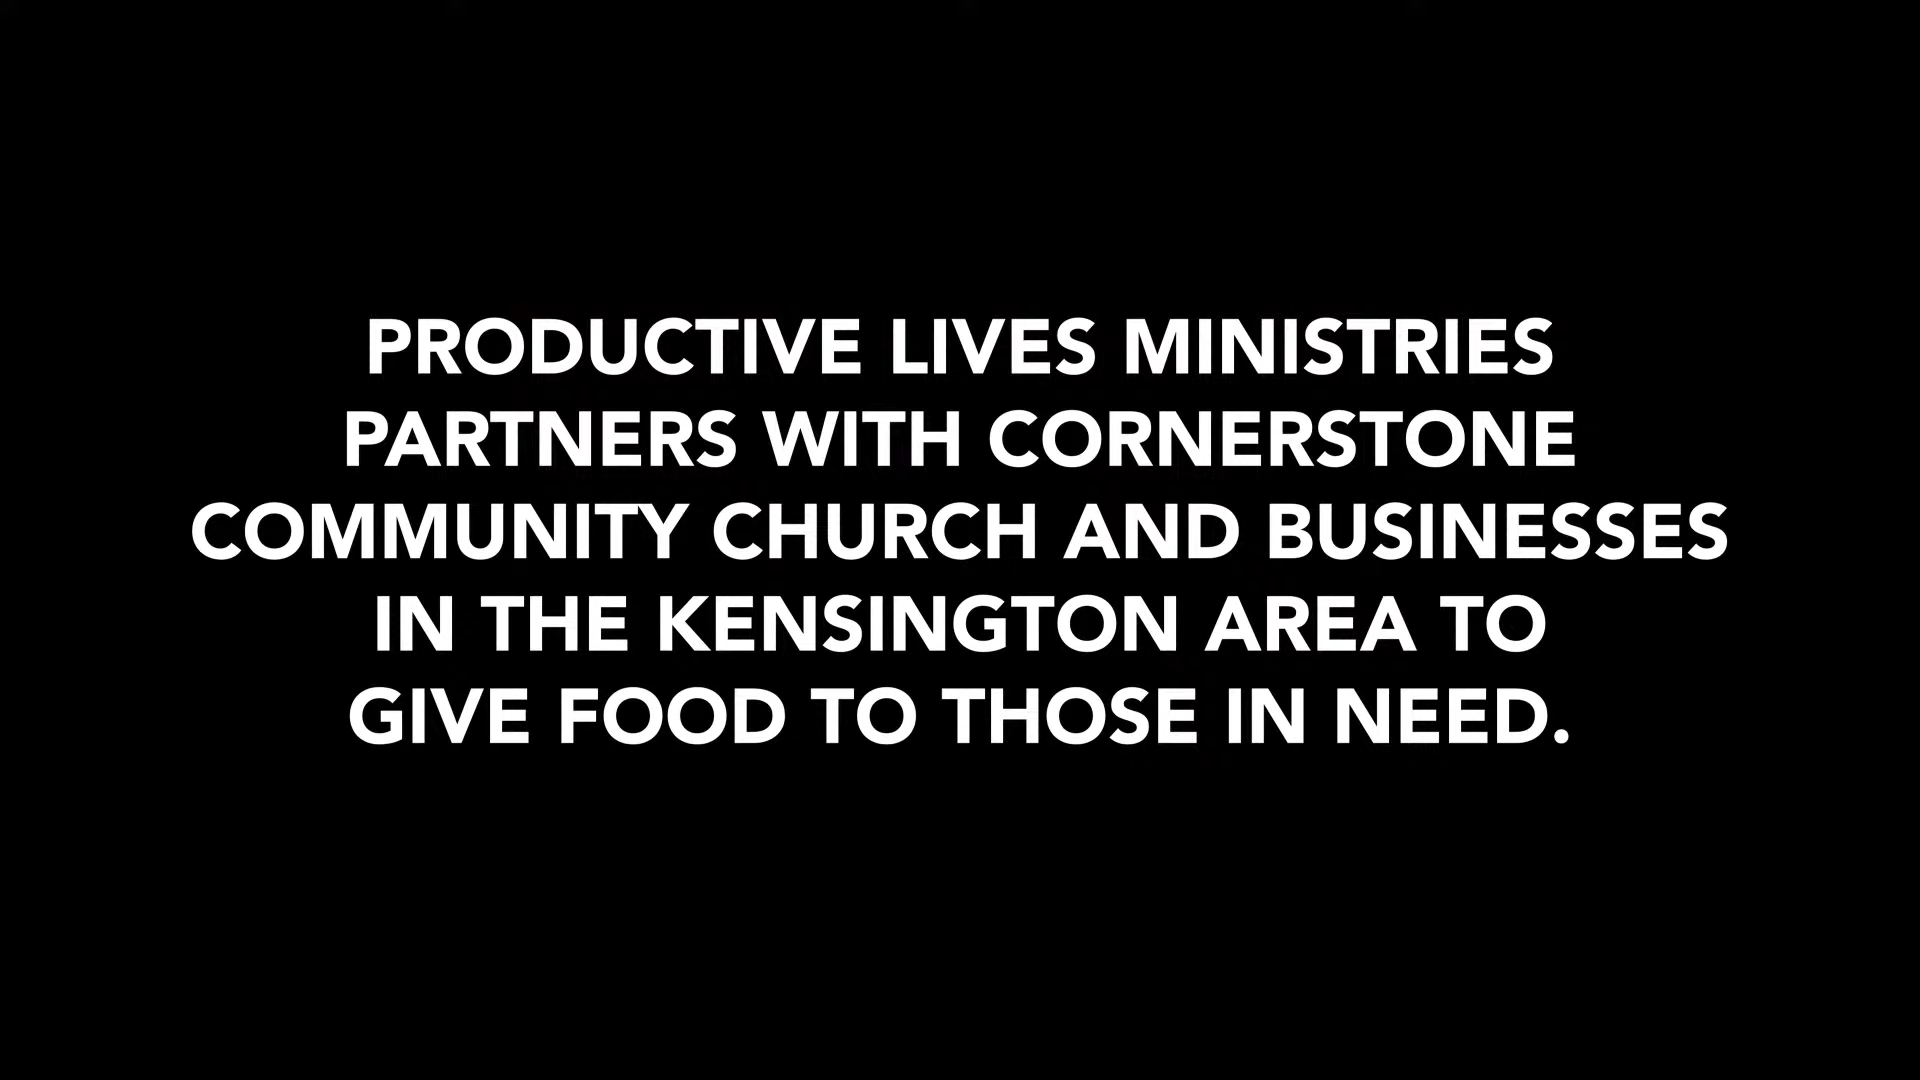 PRODUCTIVE LIVES MINISTRIES
PARTNERS WITH CORNERSTONE
COMMUNITY CHURCH AND BUSINESSES
IN THE KENSINGTON AREA TO
GIVE FOOD TO THOSE IN NEED.